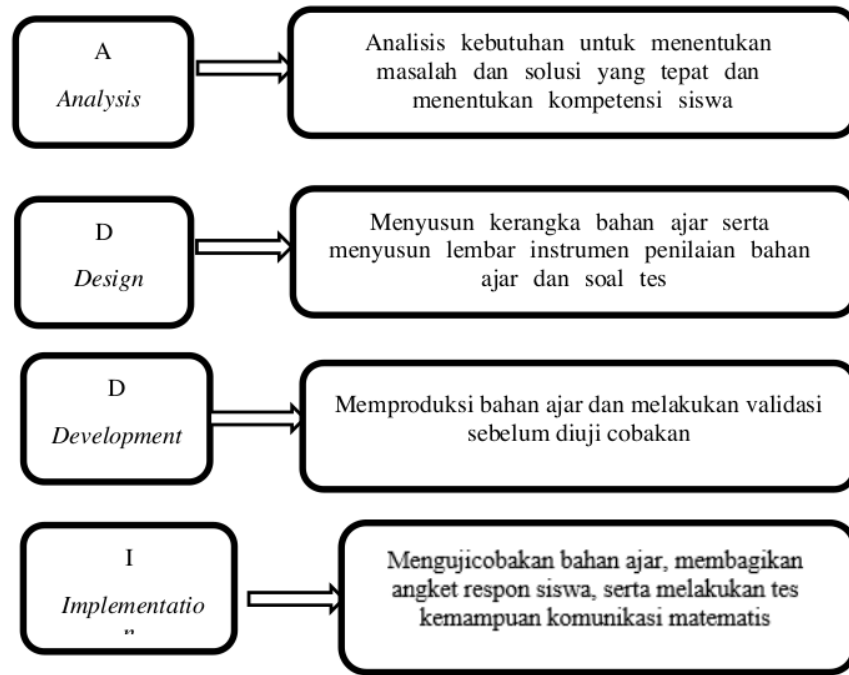 A
Analysis
Analisis kebutuhan untuk menentukan
masalah dan solusi yang tepat dan
menentukan kompetensi siswa
D
Design
Menyusun kerangka bahan ajar serta
menyusun lembar instrumen penilaian bahan
ajar dan soal tes
D
Development
Memproduksi bahan ajar dan melakukan validasi
sebelum diuji cobakan
I
Implementatio
n
Mengujicobakan bahan ajar, membagikan
angket respon siswa, serta melakukan tes
kemampuan komunikasi matematis